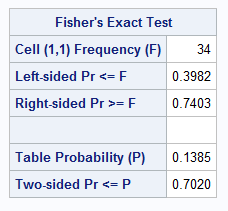 Fisher's Exact Test
Cell (1,1) Frequency (F) 34
Left-sided Pr <= F 0.3982
Right-sided Pr >= F 0.7403
Table Probability (P) 0.1385
Two-sided Pr <= P 0.7020